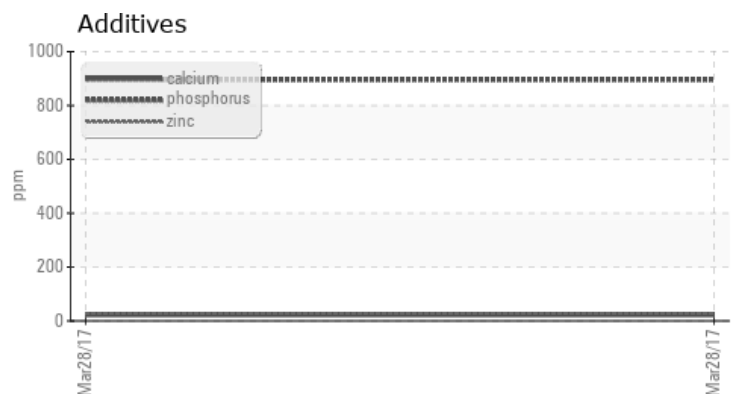 Additives
1000
calcium
phosphorus
zinc
800
600
400
200
0
ppm
Mar28/17
Mar28/17